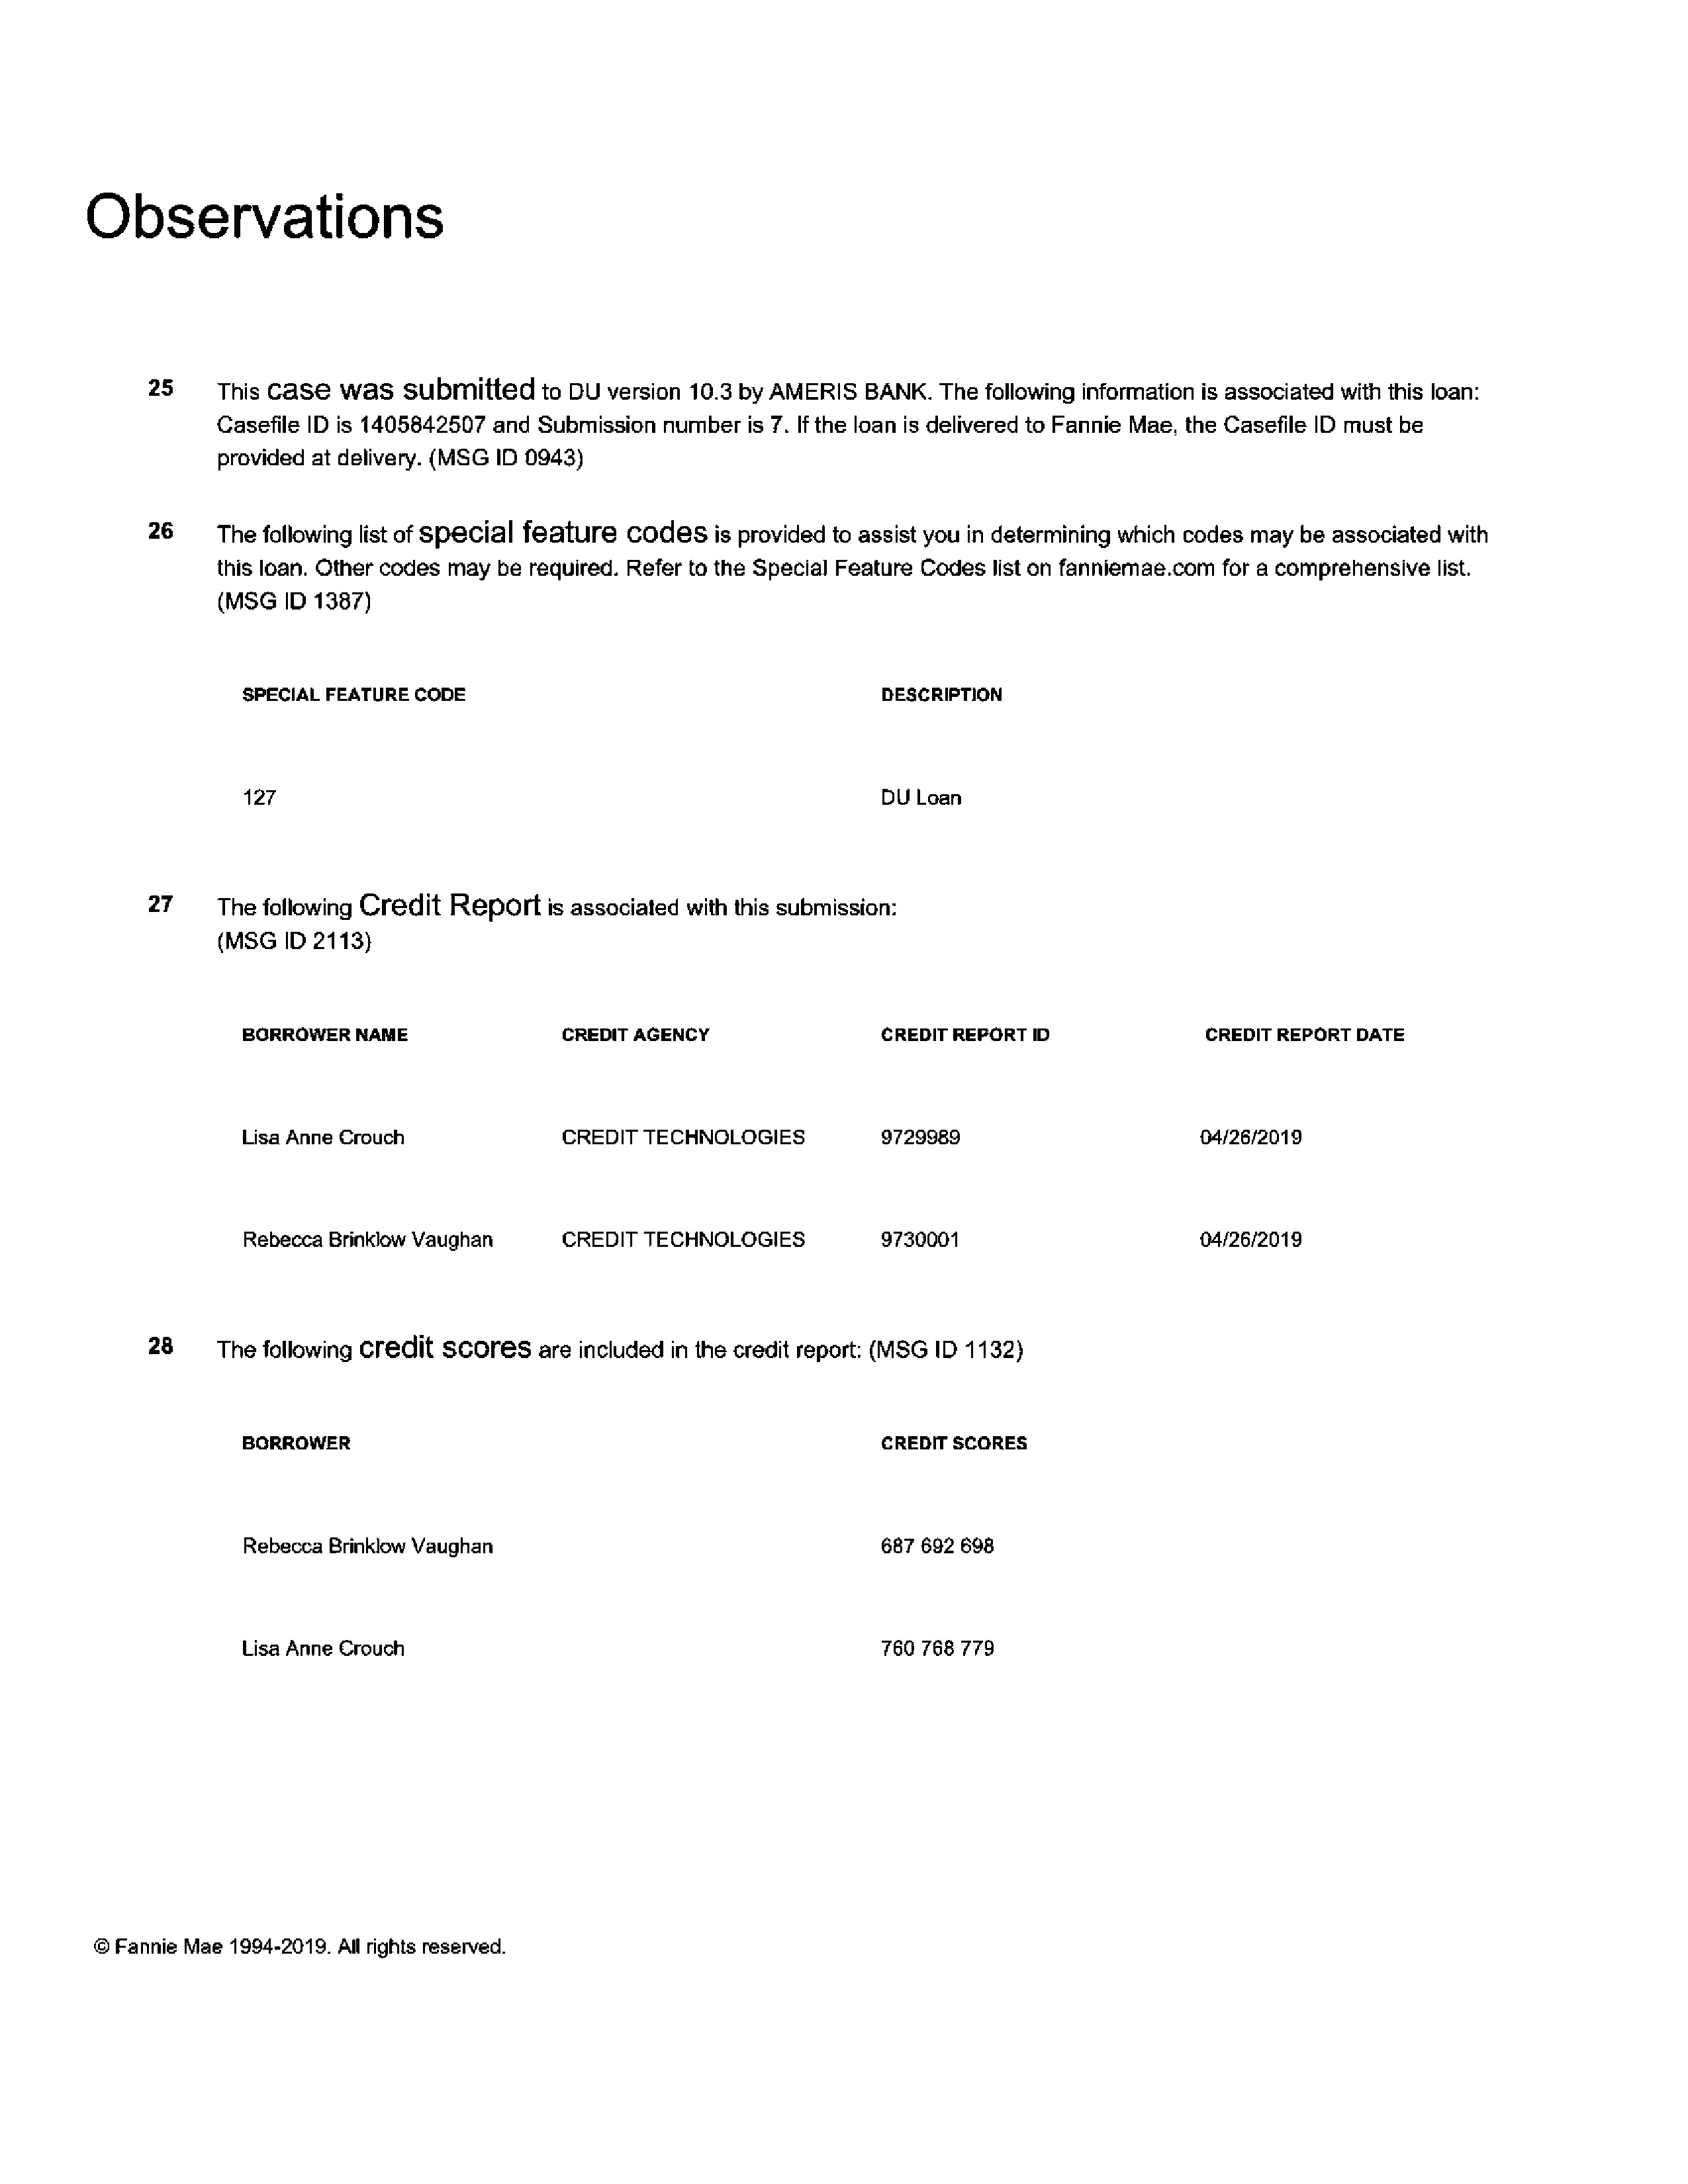 Observations
25 This case was submitted to DU version 10.3 by AMERIS BANK. The following information is associated with this loan:
Casefile ID is 1405842507 and Submission number is 7. If the loan is delivered to Fannie Mae, the Casefile ID must be
provided at delivery. (MSG ID 0943)
26 The following list of special feature codes is provided to assist you in determining which codes may be associated with
this loan. Other codes may be required. Refer to the Special Feature Codes list on fanniemae.com for a comprehensive list.
(MSG ID 1387)
SPECIAL FEATURE CODE DESCRIPTION
127 DU Loan
27 The following Credit Report is associated with this submission:
(MSG ID 2113)
BORROWER NAME CREDIT AGENCY CREDIT REPORT ID CREDIT REPORT DATE
Lisa Anne Crouch CREDIT TECHNOLOGIES 9729989 04/26/2019
Rebecca Brinklow Vaughan CREDIT TECHNOLOGIES 9730001 04/26/2019
28 The following credit scores are included in the credit report: (MSG ID 1132)
BORROWER CREDIT SCORES
Rebecca Brinklow Vaughan 687 692 698
Lisa Anne Crouch 760 768 779
© Fannie Mae 1994-2019. All rights reserved.